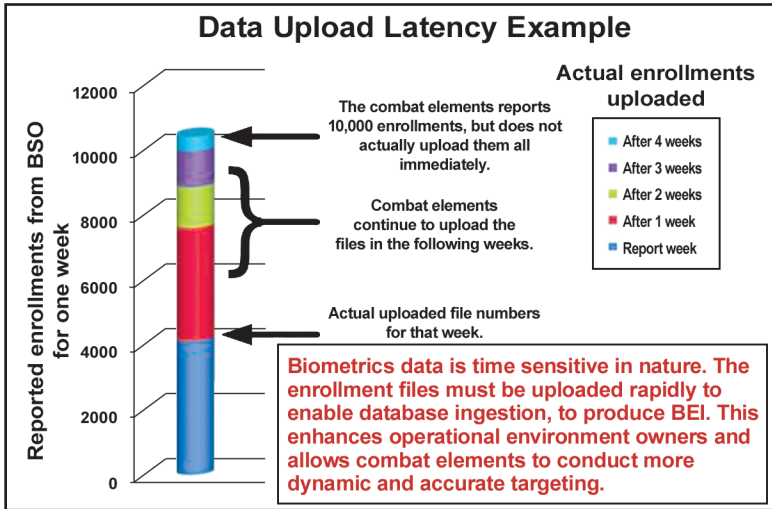 Data Upload Latency Example
Reported enrollments from BSO
for one week
12000
10000
8000
6000
4000
2000
0
The combat elements reports
10,000 enrollments, but does not
actually upload them all
immediately.
Combat elements
continue to upload the
files in the following weeks.
Actual uploaded file numbers
for that week.
Actual enrollments
uploaded
After 4 weeks
After 3 weeks
After 2 weeks
After 1 week
Report week
Biometrics data is time sensitive in nature. The
enrollment files must be uploaded rapidly to
enable database ingestion, to produce BEI. This
enhances operational environment owners and
allows combat elements to conduct more
dynamic and accurate targeting.